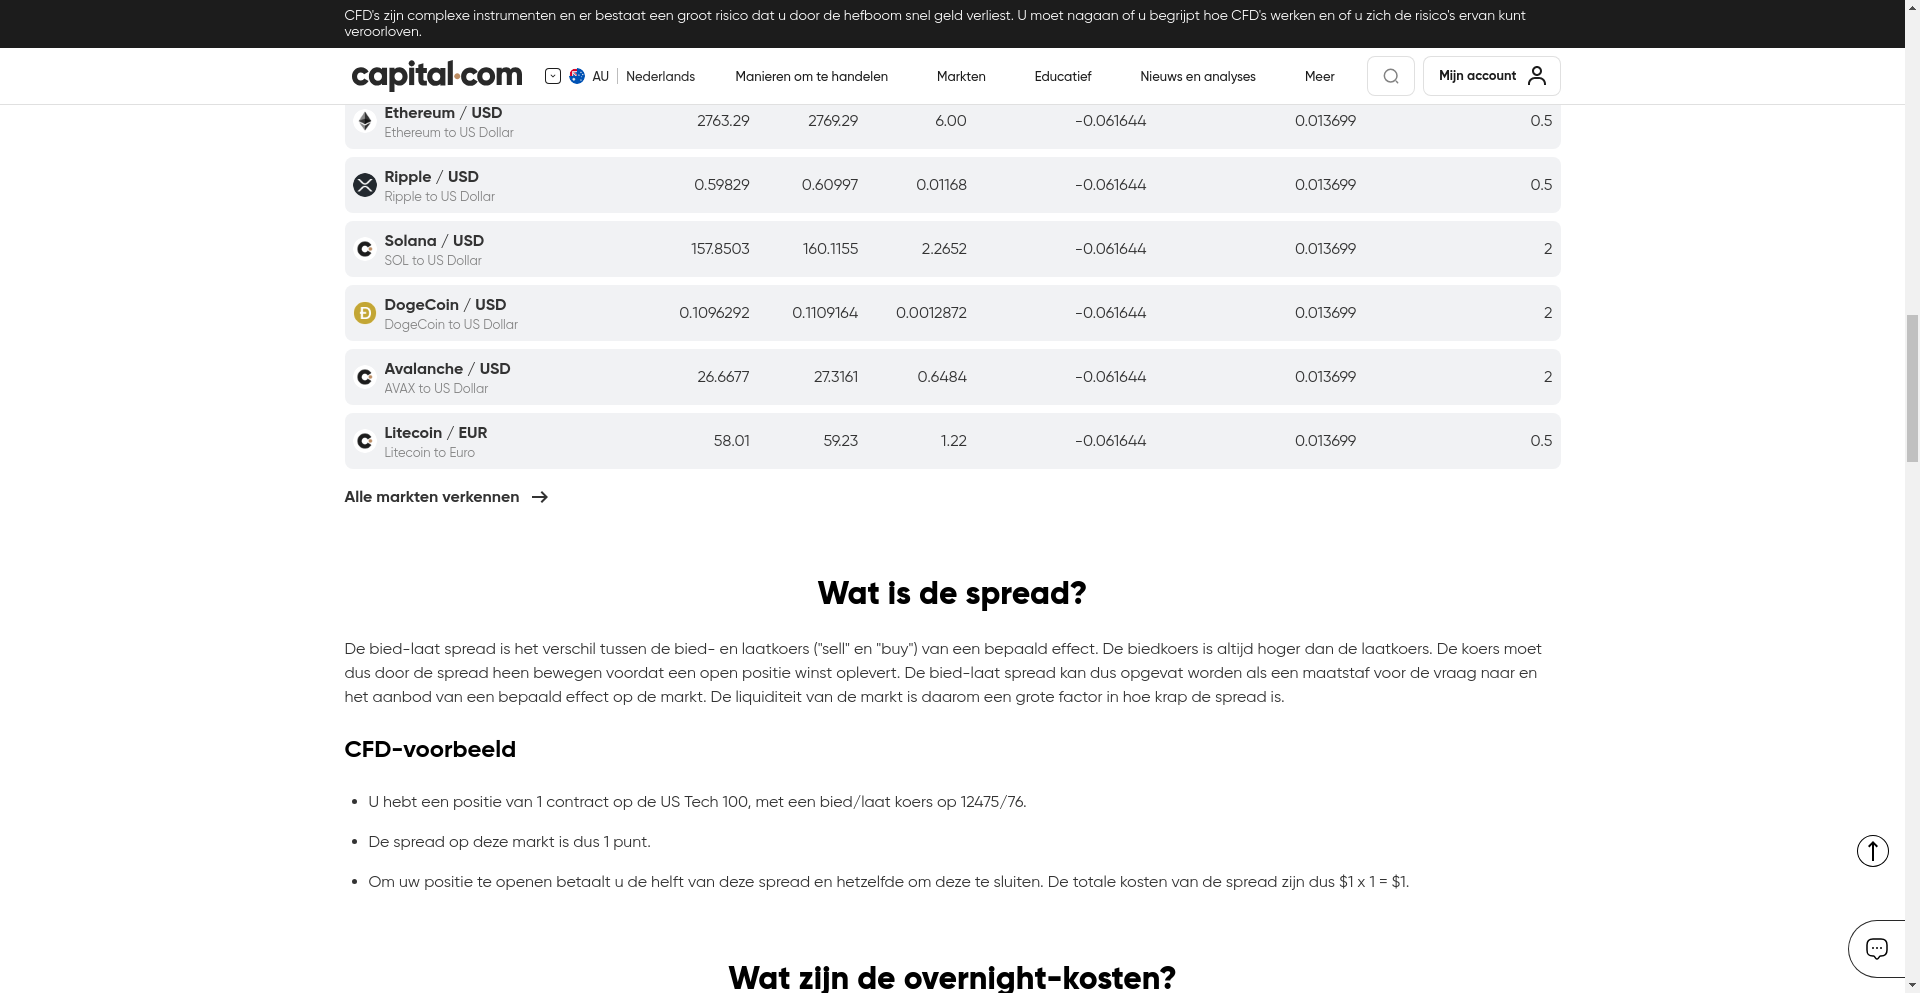 CFD's zijn complexe instrumenten en er bestaat een groot risico dat u door de hefboom snel geld verliest. U moet nagaan of u begrijpt hoe CFD's werken en of u zich de risico's ervan kunt
veroorloven.
capital.com AU Nederlands Manieren om te handelen Markten Educatief Nieuws en analyses Meer Mijn account
Ethereum / USD 2763.29 2769.29 6.00 -0.061644 0.013699 0.5
Ethereum to US Dollar
Ripple / USD 0.59829 0.60997 0.01168 -0.061644 0.013699 0.5
Ripple to US Dollar
Solana / USD 157.8503 160.1155 2.2652 -0.061644 0.013699 2
SOL to US Dollar
DogeCoin / USD 0.1096292 0.1109164 0.0012872 -0.061644 0.013699 2
DogeCoin to US Dollar
Avalanche / USD 26.6677 27.3161 0.6484 -0.061644 0.013699 2
AVAX to US Dollar
Litecoin / EUR 58.01 59.23 1.22 -0.061644 0.013699 0.5
Litecoin to Euro
Alle markten verkennen
Wat is de spread?
De bied-laat spread is het verschil tussen de bied- en laatkoers ("sell" en "buy") van een bepaald effect. De biedkoers is altijd hoger dan de laatkoers. De koers moet
dus door de spread heen bewegen voordat een open positie winst oplevert. De bied-laat spread kan dus opgevat worden als een maatstaf voor de vraag naar en
het aanbod van een bepaald effect op de markt. De liquiditeit van de markt is daarom een grote factor in hoe krap de spread is.
CFD-voorbeeld
• U hebt een positie van 1 contract op de US Tech 100, met een bied/laat koers op 12475/76.
• De spread op deze markt is dus 1 punt.
• Om uw positie te openen betaalt u de helft van deze spread en hetzelfde om deze te sluiten. De totale kosten van de spread zijn dus $1 x 1 = $1.
Wat zijn de overnight-kosten?